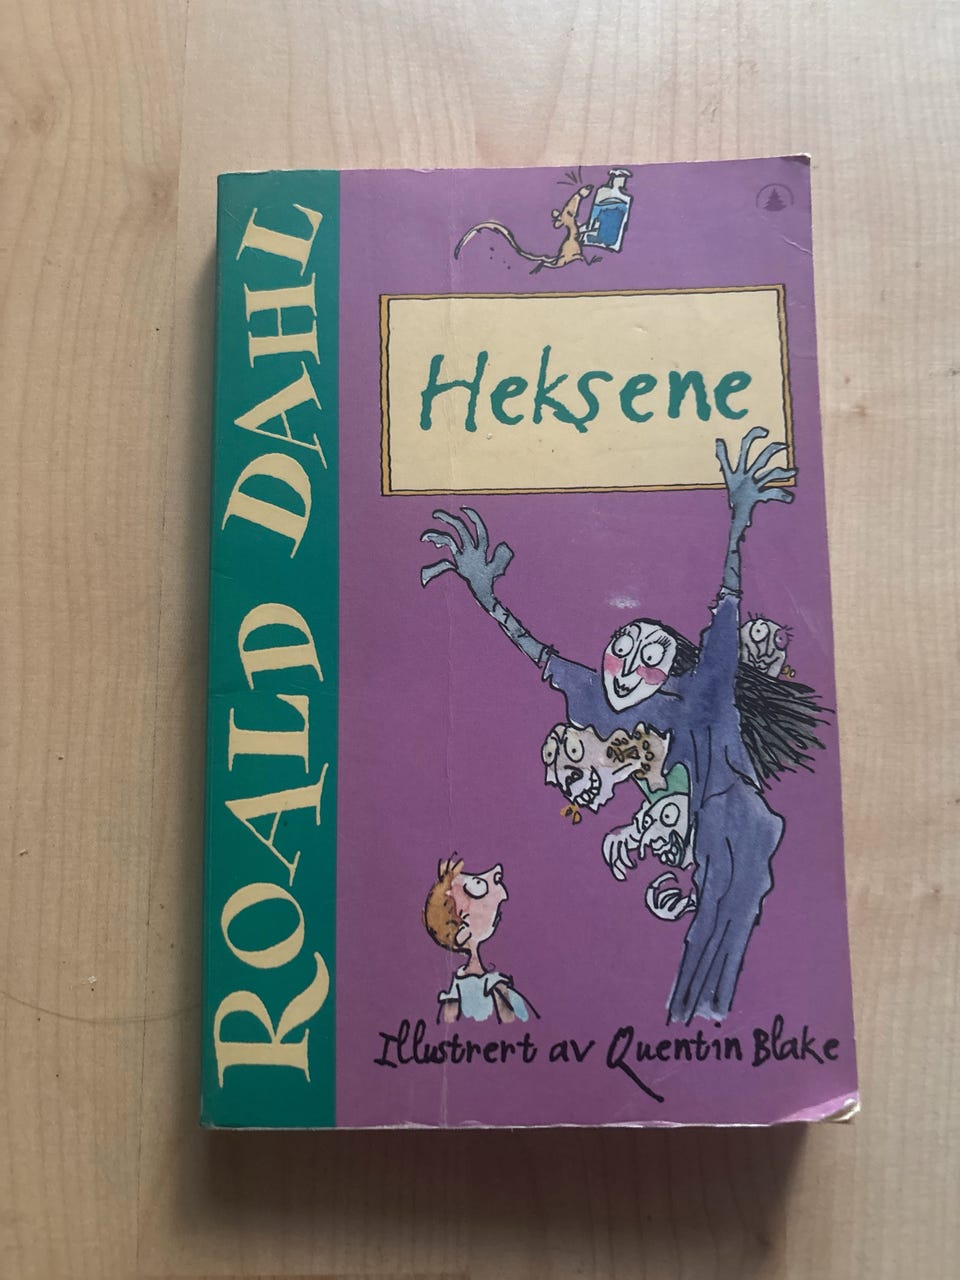 ROALD DAHL
Heksene
Illustrert av Quentin Blake